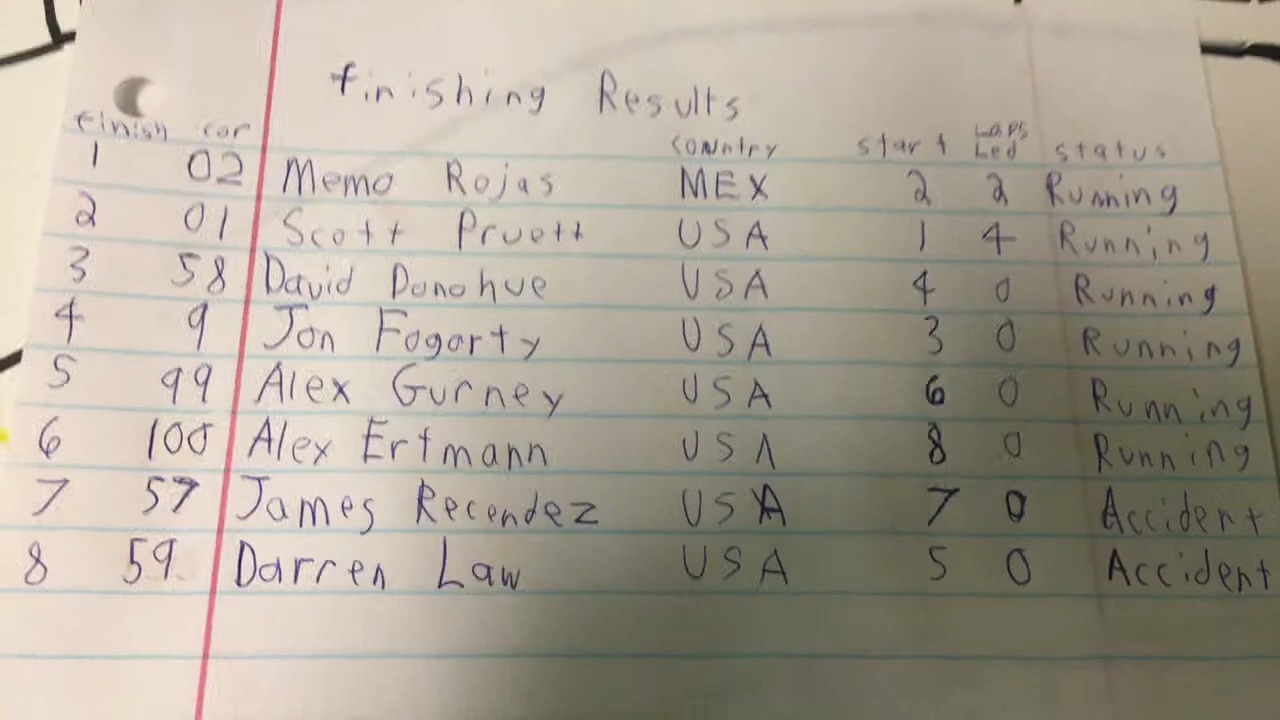 Finishing Results
Finish car country start Laps Led status
1 02 Memo Rojas MEX 2 2 Running
2 01 Scott Pruett USA 1 4 Running
3 58 David Donohue USA 4 0 Running
4 9 Jon Fogarty USA 3 0 Running
5 99 Alex Gurney USA 6 0 Running
6 100 Alex Ertmann USA 8 0 Running
7 57 James Recendez USA 7 0 Accident
8 59 Darren Law USA 5 0 Accident